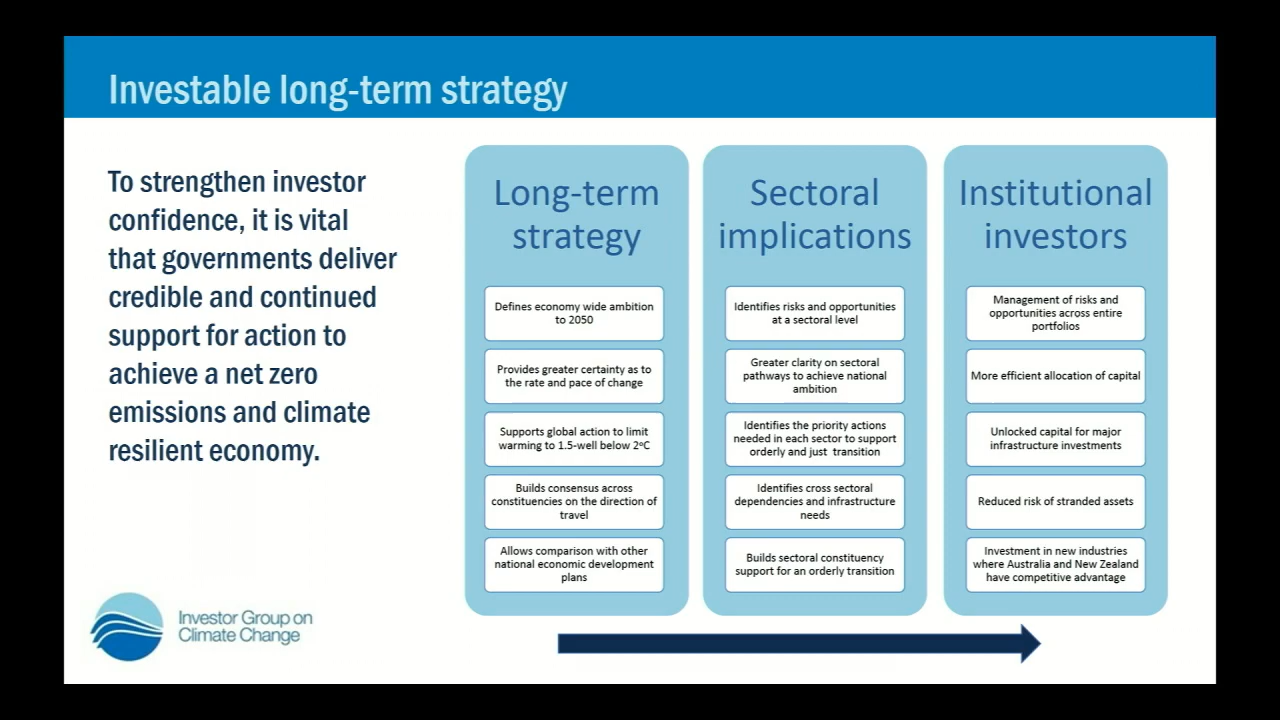 Investable long-term strategy
To strengthen investor
confidence, it is vital
that governments deliver
credible and continued
support for action to
achieve a net zero
emissions and climate
resilient economy.
Investor Group on
Climate Change
Long-term
strategy
Defines economy wide ambition
to 2050
Provides greater certainty as to
the rate and pace of change
Supports global action to limit
warming to 1.5-well below 2ºC
Builds consensus across
constituencies on the direction of
travel
Allows comparison with other
national economic development
plans
Sectoral
implications
Identifies risks and opportunities
at a sectoral level
Greater clarity on sectoral
pathways to achieve national
ambition
Identifies the priority actions
needed in each sector to support
orderly and just transition
Identifies cross sectoral
dependencies and infrastructure
needs
Builds sectoral constituency
support for an orderly transition
Institutional
investors
Management of risks and
opportunities across entire
portfolios
More efficient allocation of capital
Unlocked capital for major
infrastructure investments
Reduced risk of stranded assets
Investment in new industries
where Australia and New Zealand
have competitive advantage